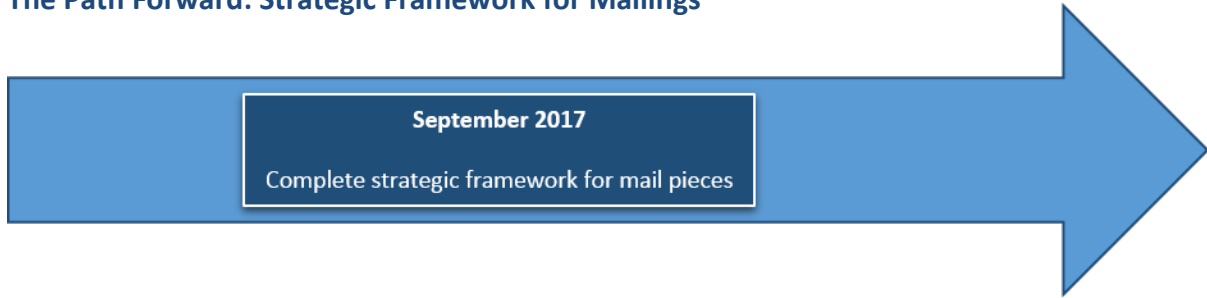 The Path Forward: Strategic Framework for Mailings
September 2017
Complete strategic framework for mail pieces